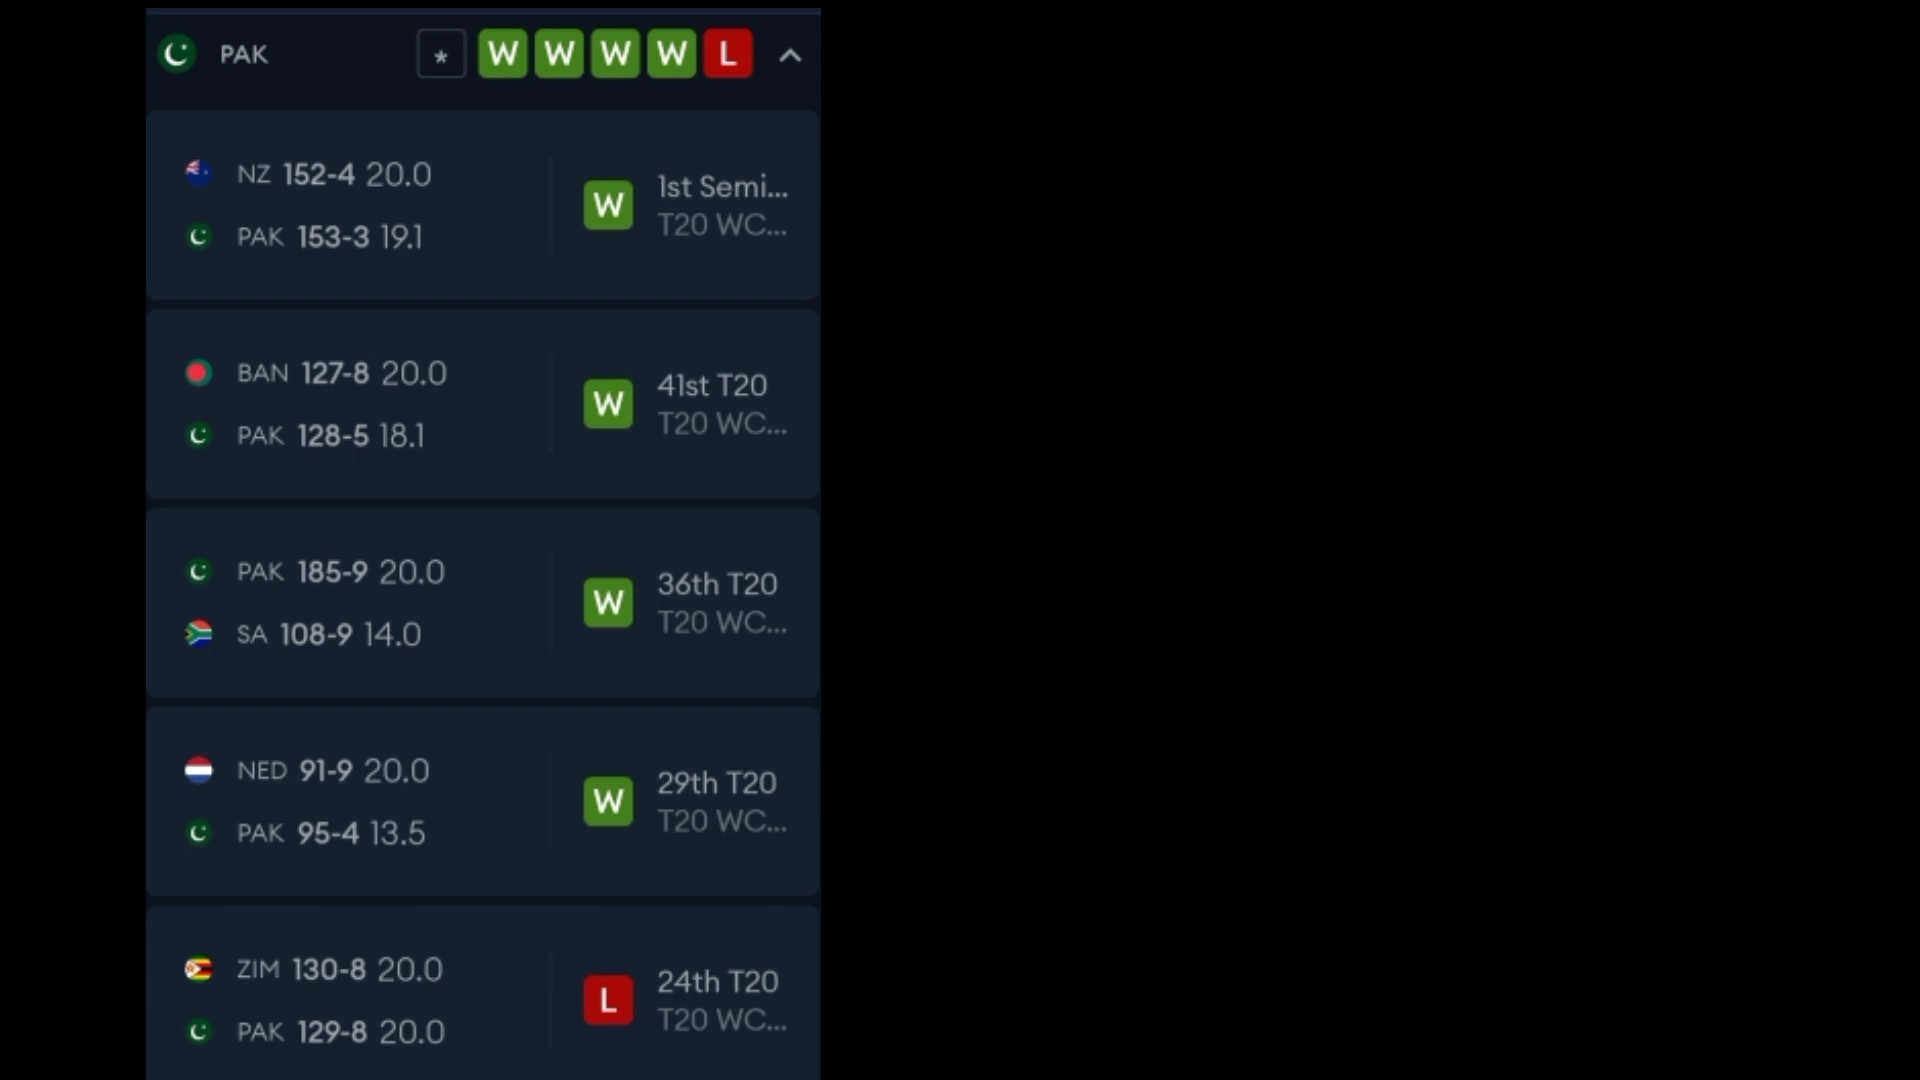 PAK * W W W W L
NZ 152-4 20.0
PAK 153-3 19.1
W
1st Semi...
T20 WC...
BAN 127-8 20.0
PAK 128-5 18.1
W
41st T20
T20 WC...
PAK 185-9 20.0
SA 108-9 14.0
W
36th T20
T20 WC...
NED 91-9 20.0
PAK 95-4 13.5
W
29th T20
T20 WC...
ZIM 130-8 20.0
PAK 129-8 20.0
L
24th T20
T20 WC...